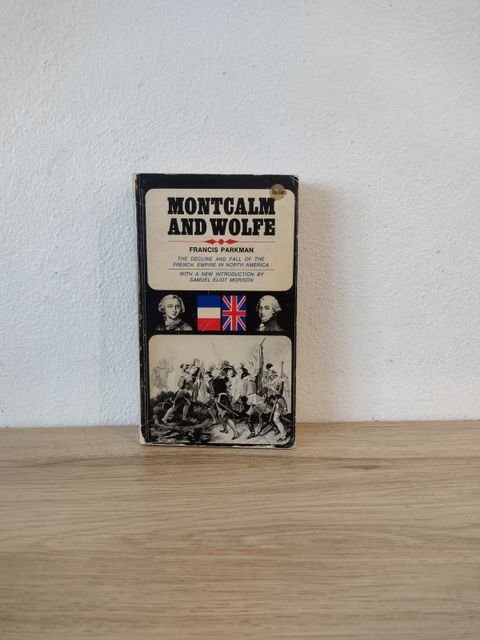 MONTCALM
AND WOLFE
FRANCIS PARKMAN
THE DECLINE AND FALL OF THE
FRENCH EMPIRE IN NORTH AMERICA
WITH A NEW INTRODUCTION BY
SAMUEL ELIOT MORISON